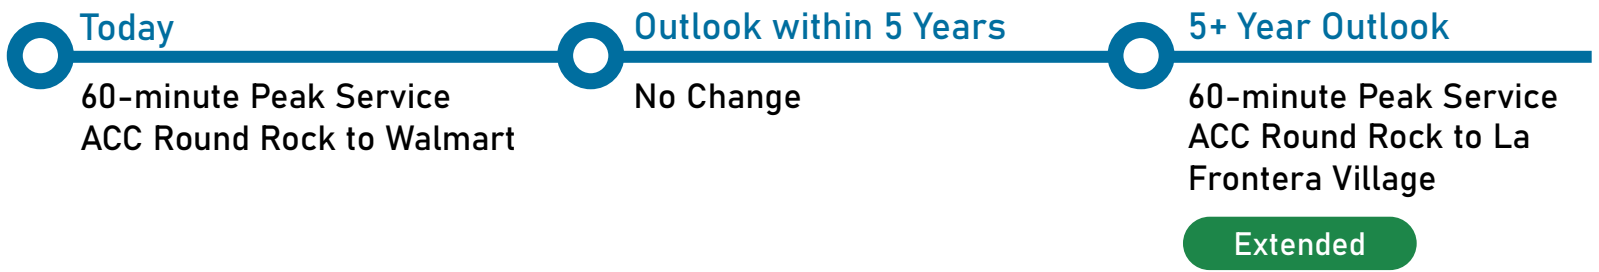 Today
60-minute Peak Service
ACC Round Rock to Walmart
Outlook within 5 Years
No Change
5+ Year Outlook
60-minute Peak Service
ACC Round Rock to La
Frontera Village
Extended